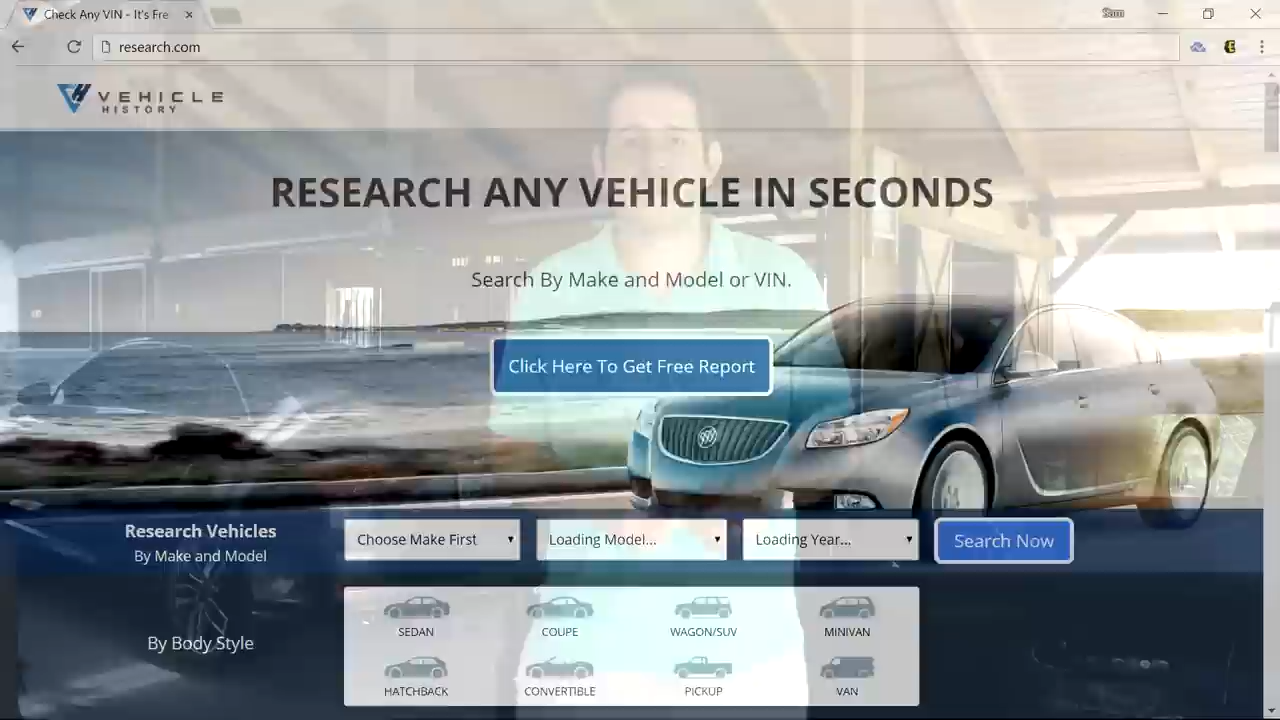 Check Any VIN - It's Fre
Sam
research.com
VEHICLE
HISTORY
RESEARCH ANY VEHICLE IN SECONDS
Search By Make and Model or VIN.
Click Here To Get Free Report
Research Vehicles
By Make and Model
Choose Make First
Loading Model...
Loading Year...
Search Now
By Body Style
SEDAN
COUPE
WAGON/SUV
MINIVAN
HATCHBACK
CONVERTIBLE
PICKUP
VAN